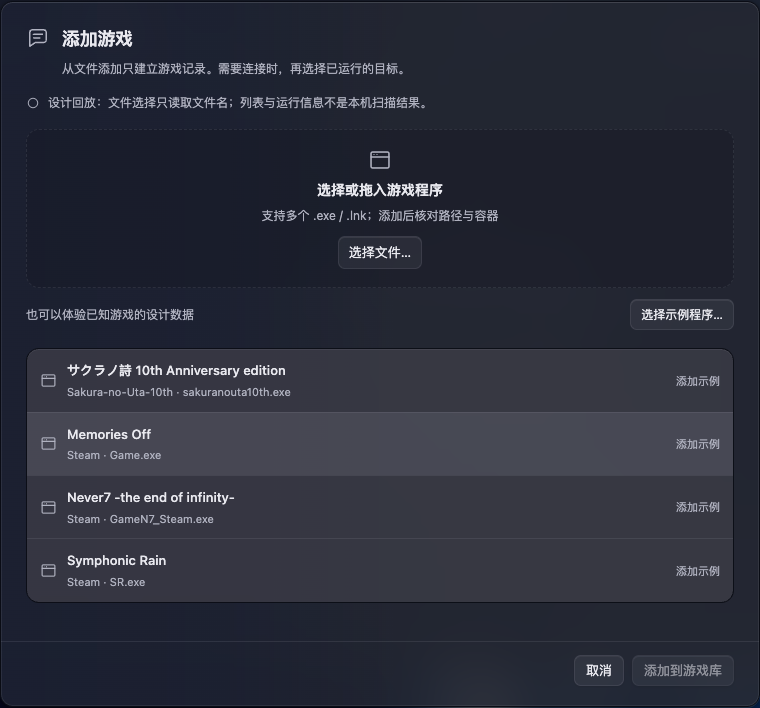 添加游戏
从文件添加只建立游戏记录。需要连接时，再选择已运行的目标。
设计回放：文件选择只读取文件名；列表与运行信息不是本机扫描结果。
选择或拖入游戏程序
支持多个 .exe / .lnk；添加后核对路径与容器
选择文件...
也可以体验已知游戏的设计数据
选择示例程序...
サクラノ詩 10th Anniversary edition
Sakura-no-Uta-10th · sakuranouta10th.exe
添加示例
Memories Off
Steam · Game.exe
添加示例
Never7 -the end of infinity-
Steam · GameN7_Steam.exe
添加示例
Symphonic Rain
Steam · SR.exe
添加示例
取消
添加到游戏库